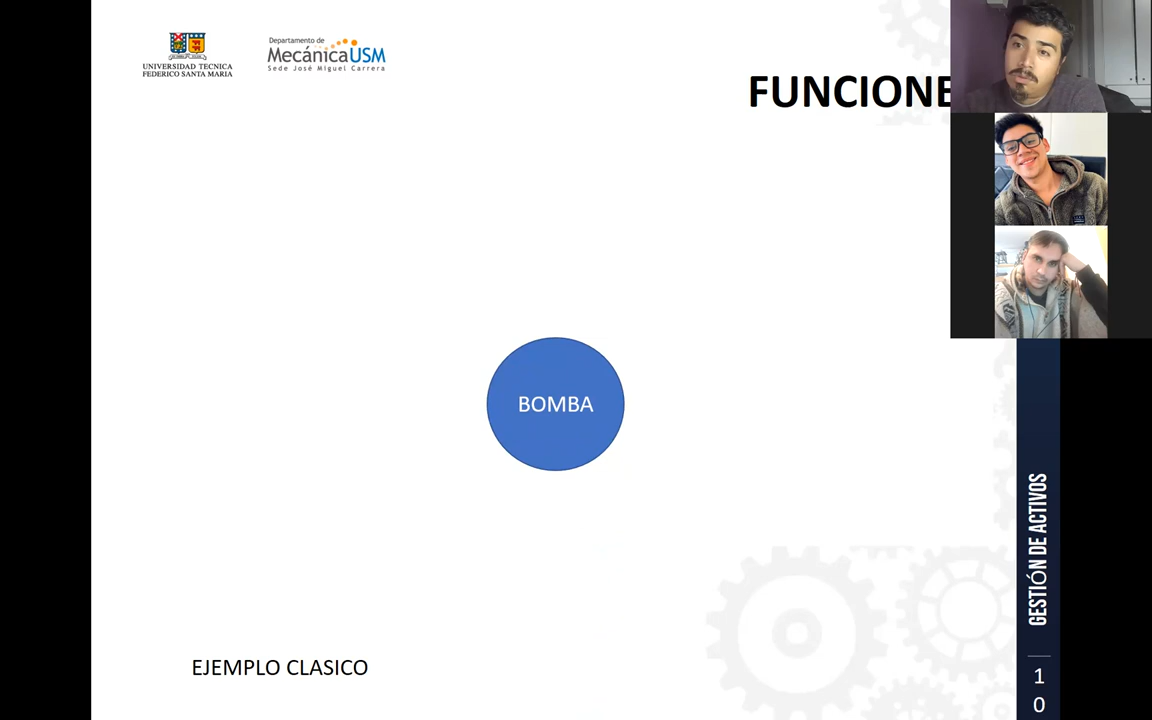 UNIVERSIDAD TECNICA
FEDERICO SANTA MARIA
Departamento de
MecánicaUSM
Sede José Miguel Carrera
FUNCIONE
BOMBA
GESTIÓN DE ACTIVOS
1
0
EJEMPLO CLASICO